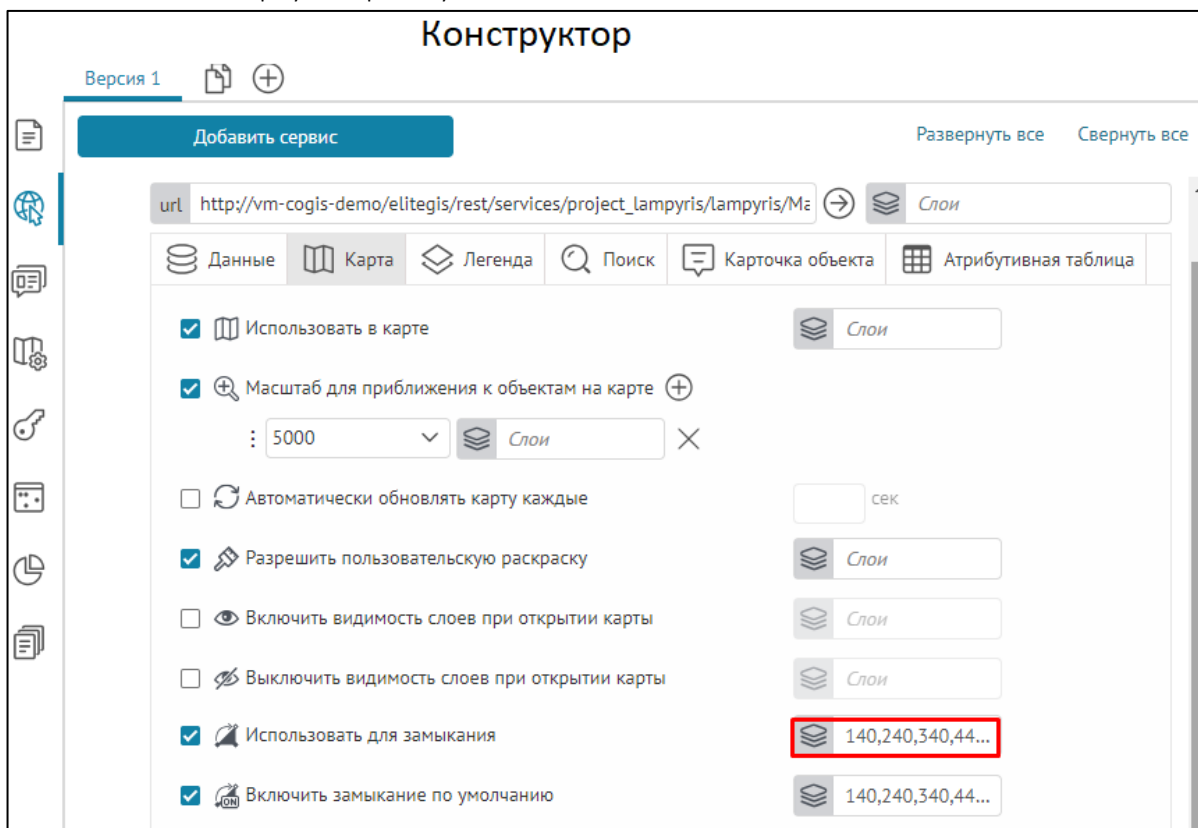 Конструктор
Версия 1
Добавить сервис Развернуть все Свернуть все
url http://vm-cogis-demo/elitegis/rest/services/project_lampyris/lampyris/Ma Слои
Данные Карта Легенда Поиск Карточка объекта Атрибутивная таблица
Использовать в карте Слои
Масштаб для приближения к объектам на карте
5000 Слои
Автоматически обновлять карту каждые сек
Разрешить пользовательскую раскраску Слои
Включить видимость слоев при открытии карты Слои
Выключить видимость слоев при открытии карты Слои
Использовать для замыкания 140,240,340,44...
ON Включить замыкание по умолчанию 140,240,340,44...